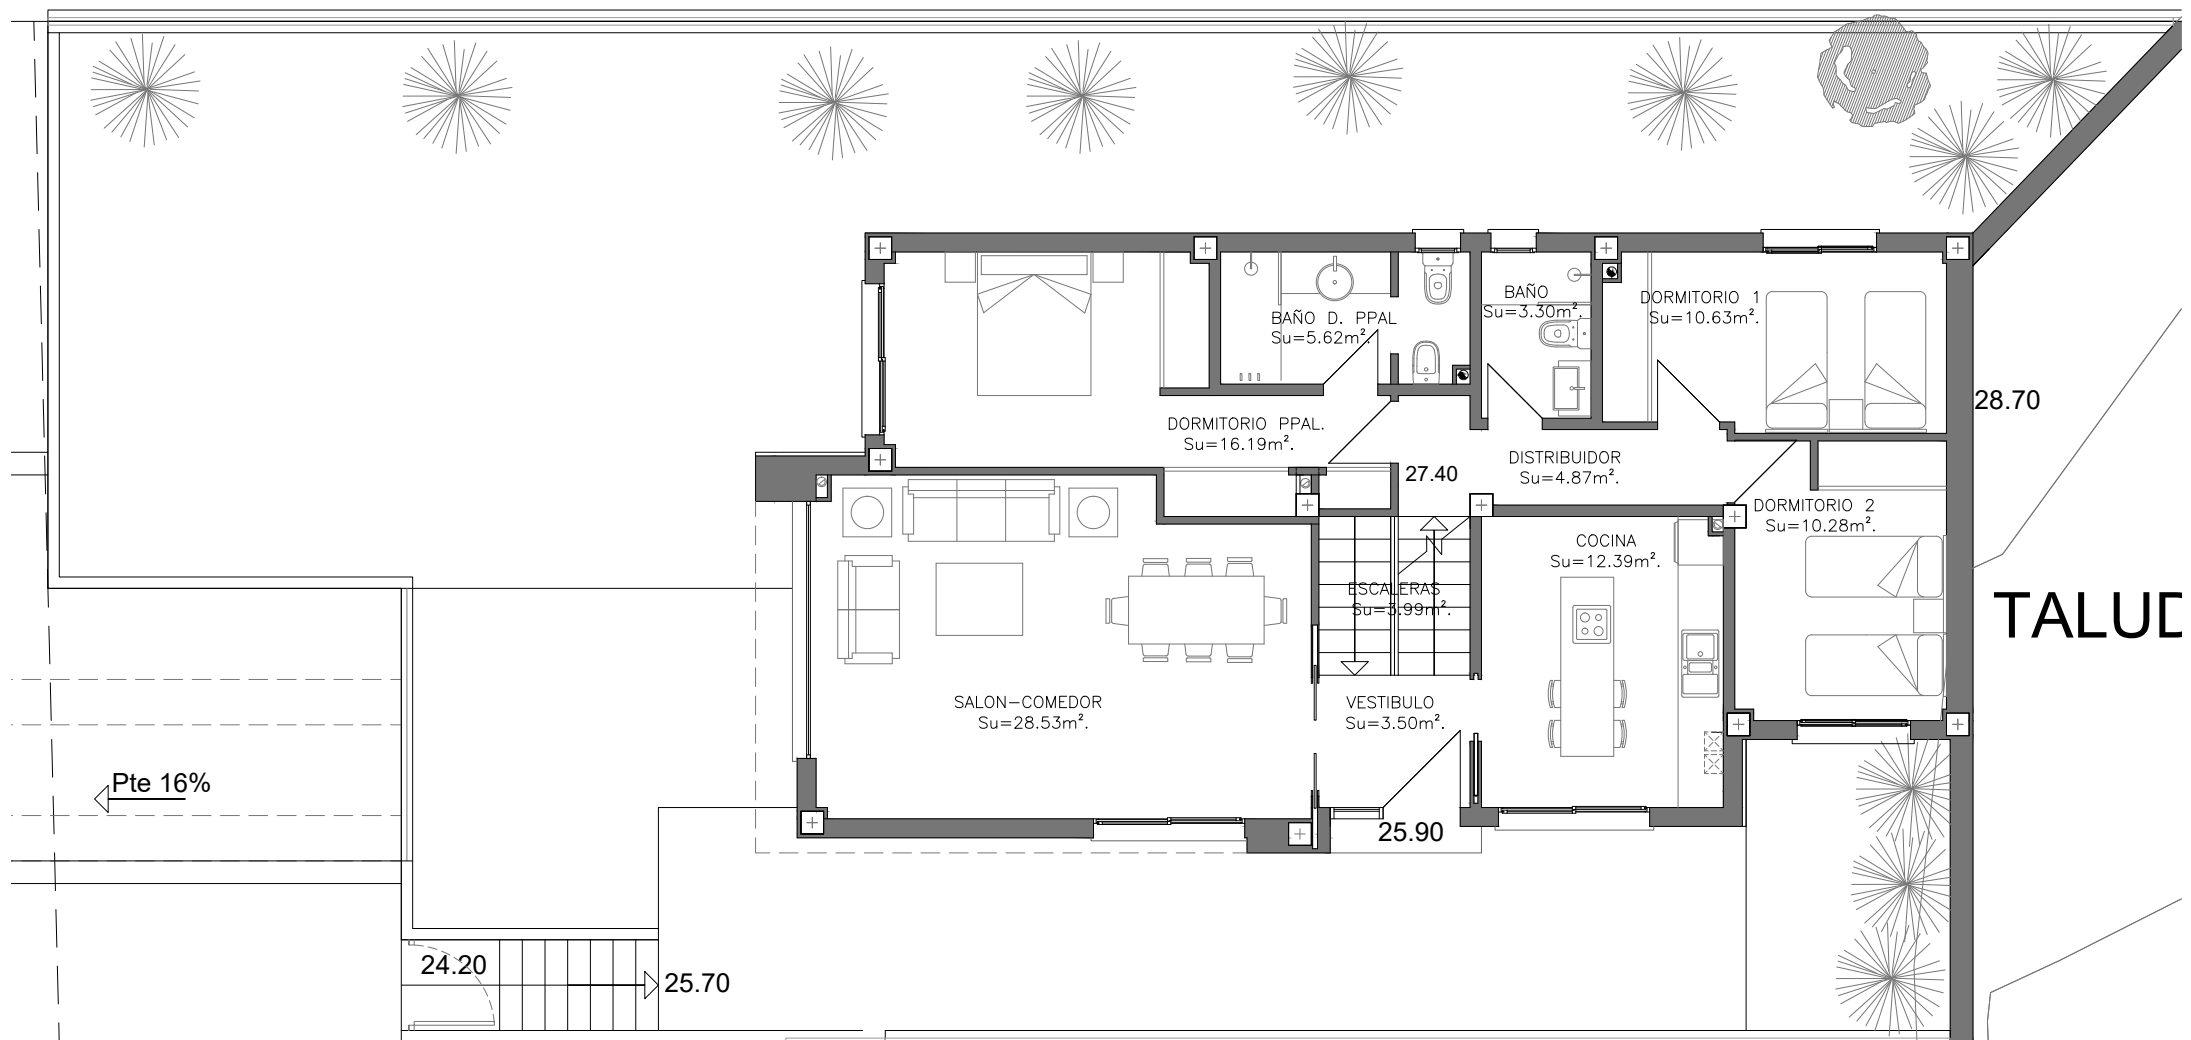 BAÑO
Su=3.30m².
DORMITORIO 1
Su=10.63m².
BAÑO D. PPAL
Su=5.62m².
28.70
DORMITORIO PPAL.
Su=16.19m².
DISTRIBUIDOR
Su=4.87m².
27.40
DORMITORIO 2
Su=10.28m².
COCINA
Su=12.39m².
ESCALERAS
Su=3.99m².
TALUD
SALON-COMEDOR
Su=28.53m².
VESTIBULO
Su=3.50m².
Pte 16%
25.90
24.20
25.70